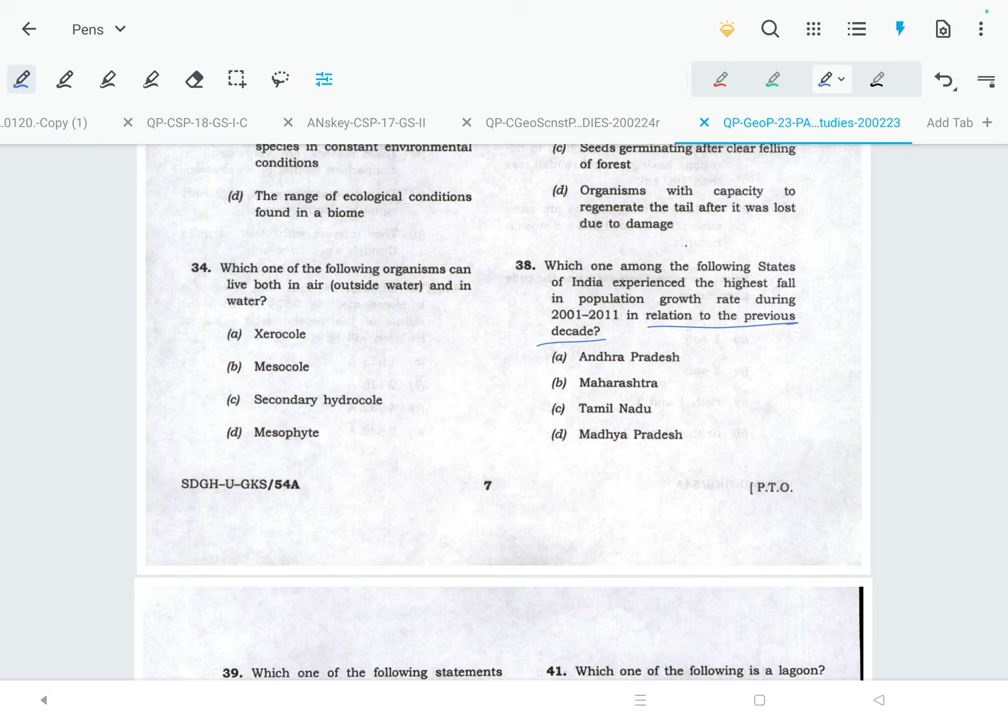 Pens
.0120.-Copy (1)
QP-CSP-18-GS-I-C
ANskey-CSP-17-GS-II
QP-CGeoScnstP...DIES-200224r
QP-GeoP-23-PA...tudies-200223
Add Tab +
species in constant environmental
conditions
(d) The range of ecological conditions
found in a biome
34. Which one of the following organisms can
live both in air (outside water) and in
water?
(a) Xerocole
(b) Mesocole
(c) Secondary hydrocole
(d) Mesophyte
(c) Seeds germinating after clear felling
of forest
(d) Organisms with capacity to
regenerate the tail after it was lost
due to damage
38. Which one among the following States
of India experienced the highest fall
in population growth rate during
2001–2011 in relation to the previous
decade?
(a) Andhra Pradesh
(b) Maharashtra
(c) Tamil Nadu
(d) Madhya Pradesh
SDGH–U–GKS/54A
7
[ P.T.O.
39. Which one of the following statements
41. Which one of the following is a lagoon?